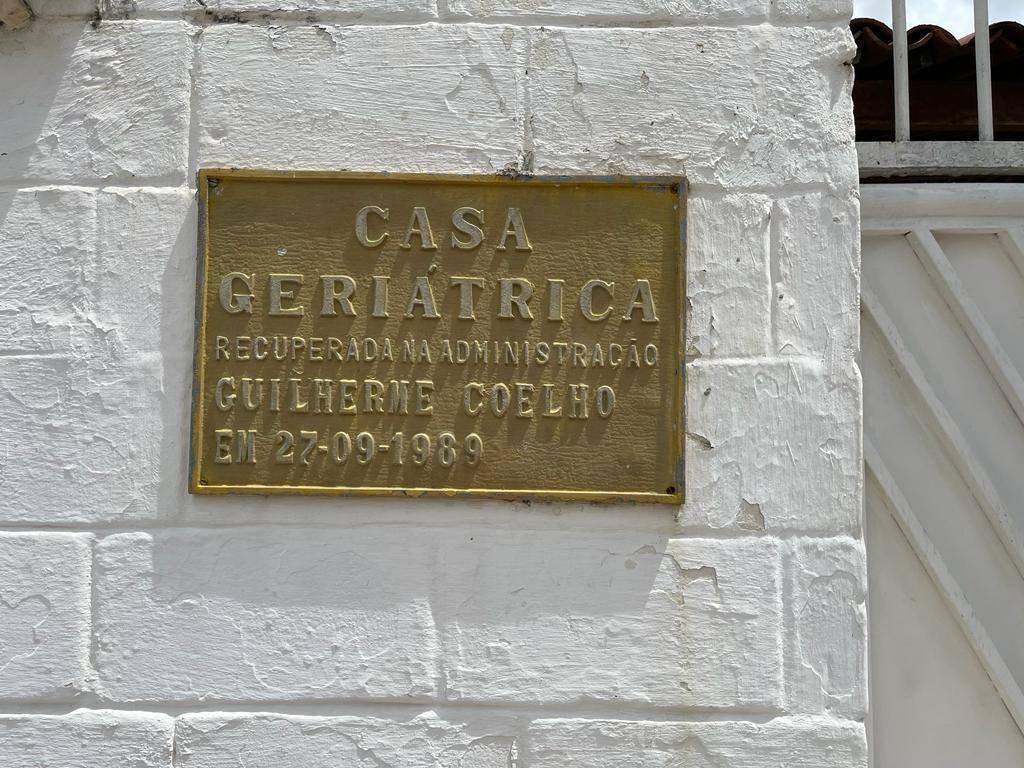 CASA
GERIÁTRICA
RECUPERADA NA ADMINISTRAÇÃO
GUILHERME COELHO
EM 27-09-1989